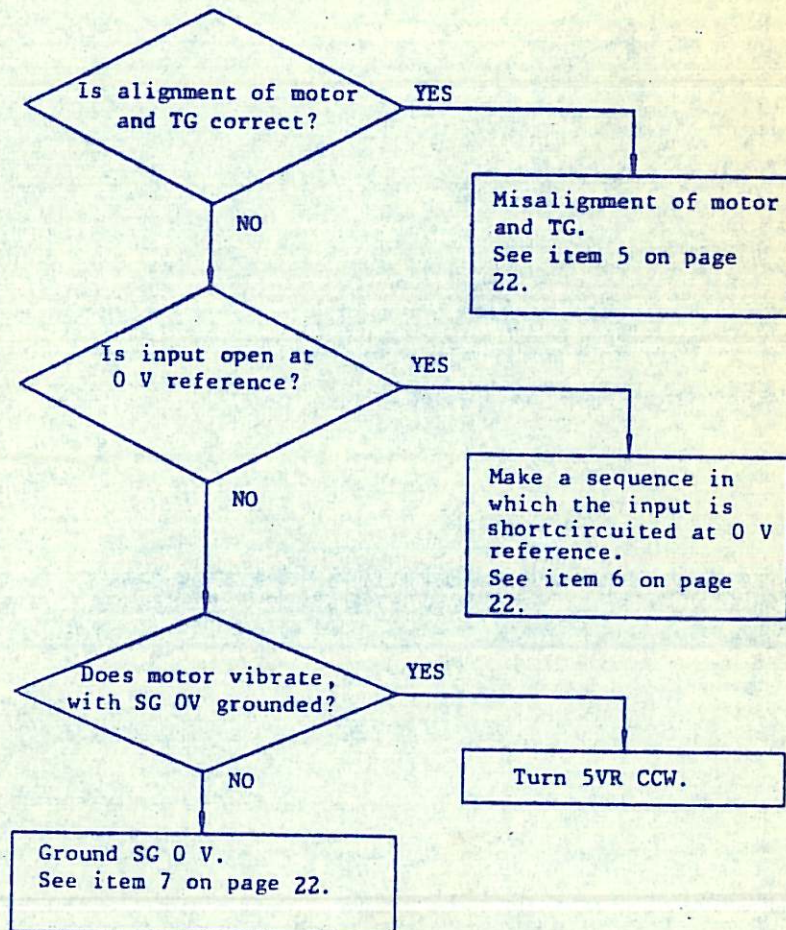 Is alignment of motor
and TG correct?
YES
NO
Misalignment of motor
and TG.
See item 5 on page
22.
Is input open at
0 V reference?
YES
NO
Make a sequence in
which the input is
shortcircuited at 0 V
reference.
See item 6 on page
22.
Does motor vibrate,
with SG 0V grounded?
YES
NO
Turn 5VR CCW.
Ground SG 0 V.
See item 7 on page 22.